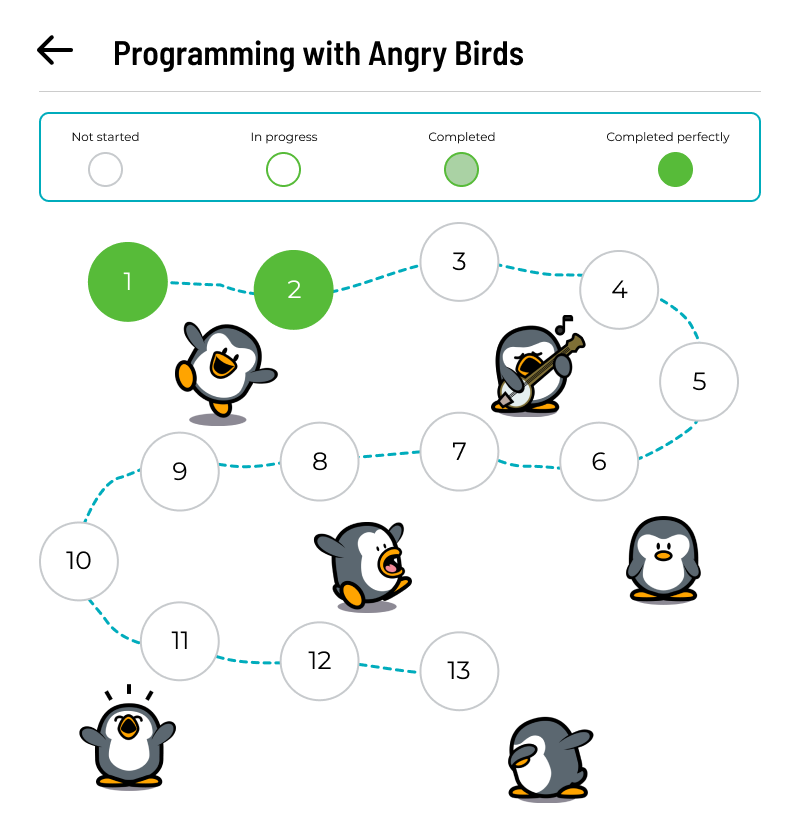 Programming with Angry Birds
Not started
In progress
Completed
Completed perfectly
1
2
3
4
5
6
7
8
9
10
11
12
13